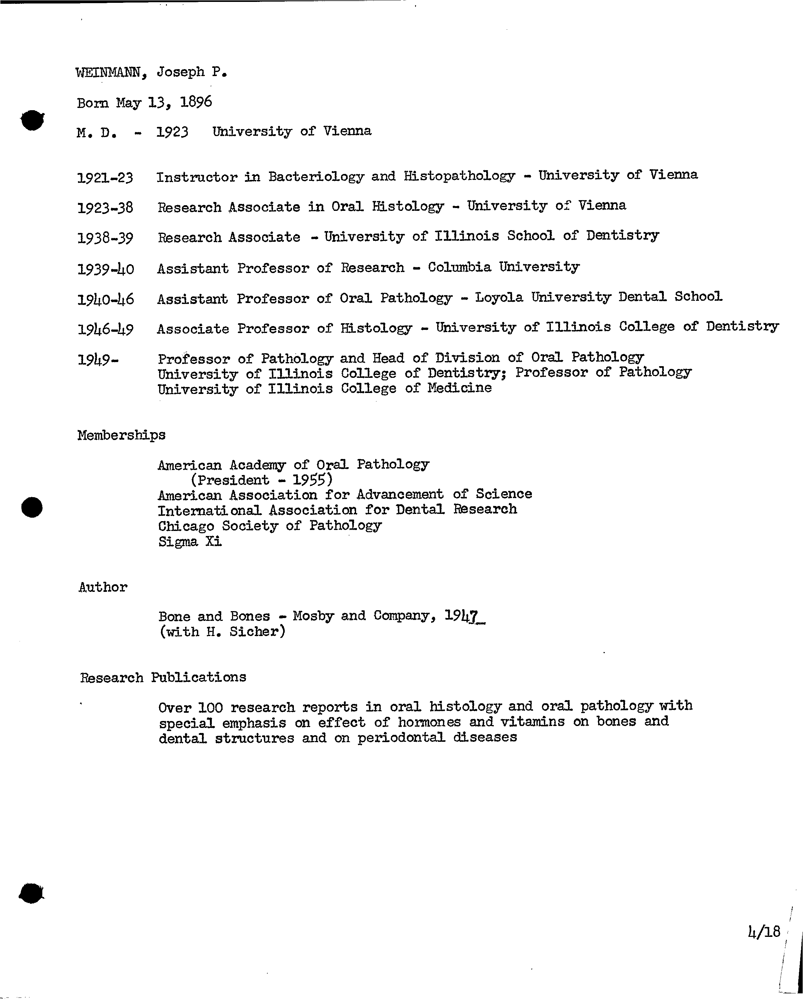 WEINMANN, Joseph P.
Born May 13, 1896
M. D. - 1923 University of Vienna
1921-23 Instructor in Bacteriology and Histopathology - University of Vienna
1923-38 Research Associate in Oral Histology - University of Vienna
1938-39 Research Associate - University of Illinois School of Dentistry
1939-40 Assistant Professor of Research - Columbia University
1940-46 Assistant Professor of Oral Pathology - Loyola University Dental School
1946-49 Associate Professor of Histology - University of Illinois College of Dentistry
1949- Professor of Pathology and Head of Division of Oral Pathology
University of Illinois College of Dentistry; Professor of Pathology
University of Illinois College of Medicine
Memberships
American Academy of Oral Pathology
(President - 1955)
American Association for Advancement of Science
International Association for Dental Research
Chicago Society of Pathology
Sigma Xi
Author
Bone and Bones - Mosby and Company, 1947_
(with H. Sicher)
Research Publications
Over 100 research reports in oral histology and oral pathology with
special emphasis on effect of hormones and vitamins on bones and
dental structures and on periodontal diseases
4/18